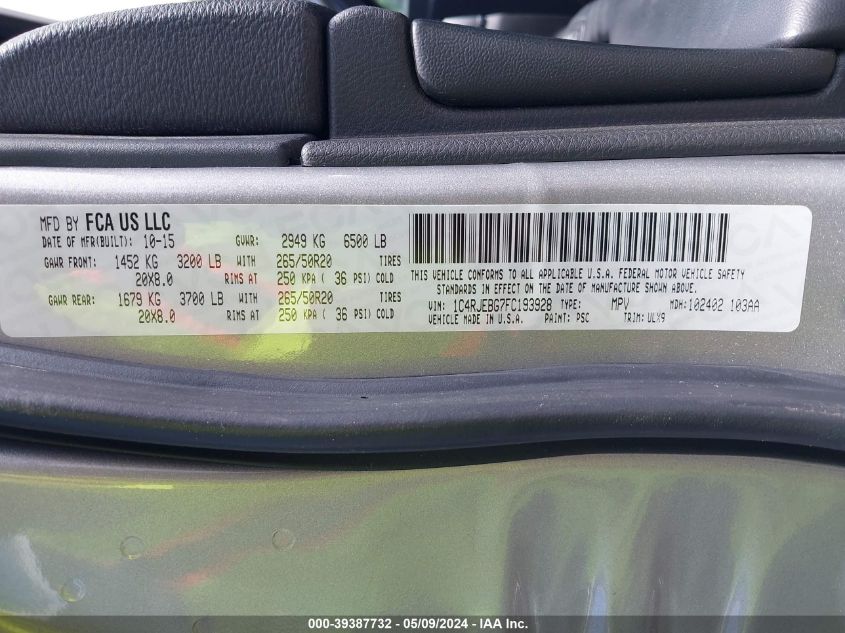 MFD BY FCA US LLC
DATE OF MFR(BUILT): 10-15 GVWR: 2949 KG 6500 LB
GAWR FRONT: 1452 KG 3200 LB WITH 265/50R20 TIRES
20X8.0 RIMS AT 250 KPA ( 36 PSI) COLD
GAWR REAR: 1679 KG 3700 LB WITH 265/50R20 TIRES
20X8.0 RIMS AT 250 KPA ( 36 PSI) COLD
THIS VEHICLE CONFORMS TO ALL APPLICABLE U.S.A. FEDERAL MOTOR VEHICLE SAFETY
STANDARDS IN EFFECT ON THE DATE OF MANUFACTURE SHOWN ABOVE.
VIN: 1C4RJEBG7FC193928 TYPE: MPV MDH:102402 103AA
VEHICLE MADE IN U.S.A. PAINT: PSC TRIM: ULX9
000-39387732 - 05/09/2024 - IAA Inc.